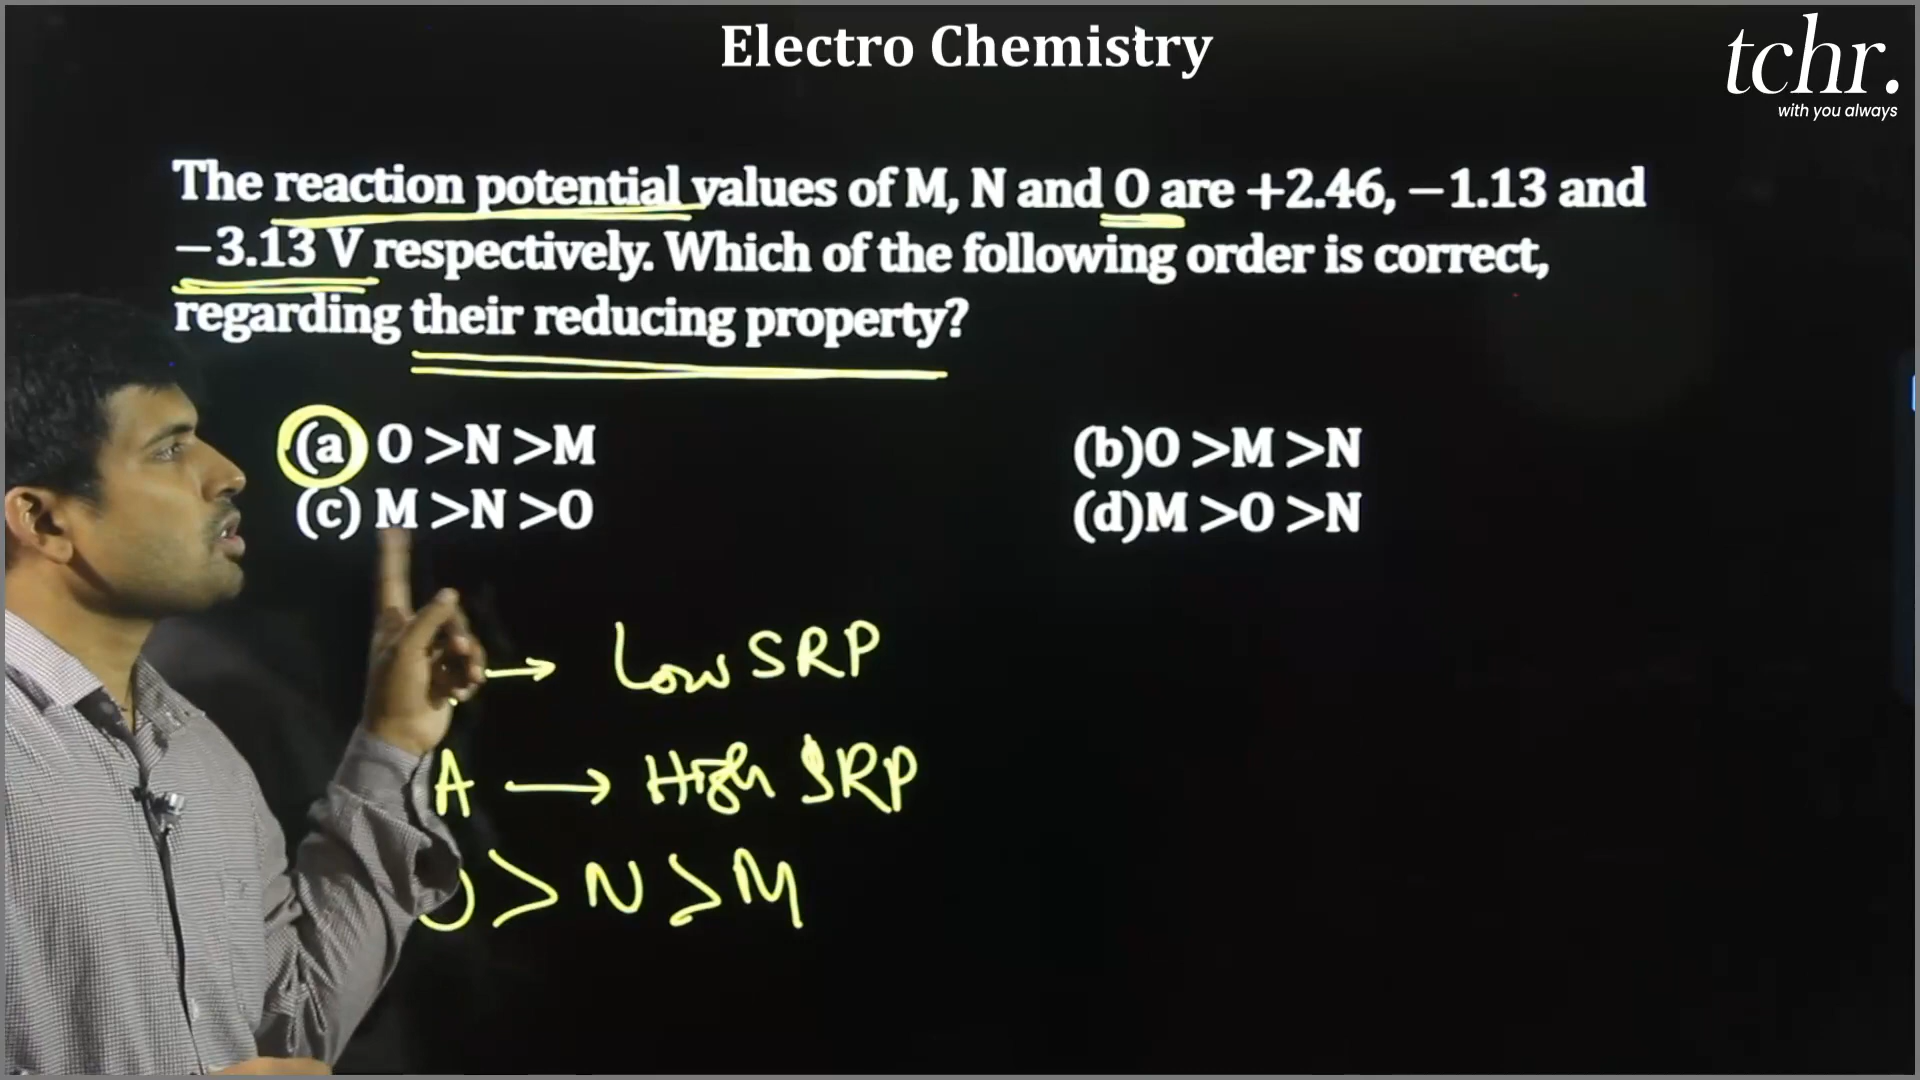 Electro Chemistry
tchr.
with you always
The reaction potential values of M, N and O are +2.46, −1.13 and
−3.13 V respectively. Which of the following order is correct,
regarding their reducing property?
(a) O >N >M
(b)O >M >N
(c) M >N >O
(d)M >O >N
→ Low SRP
A → High SRP
O > N > M